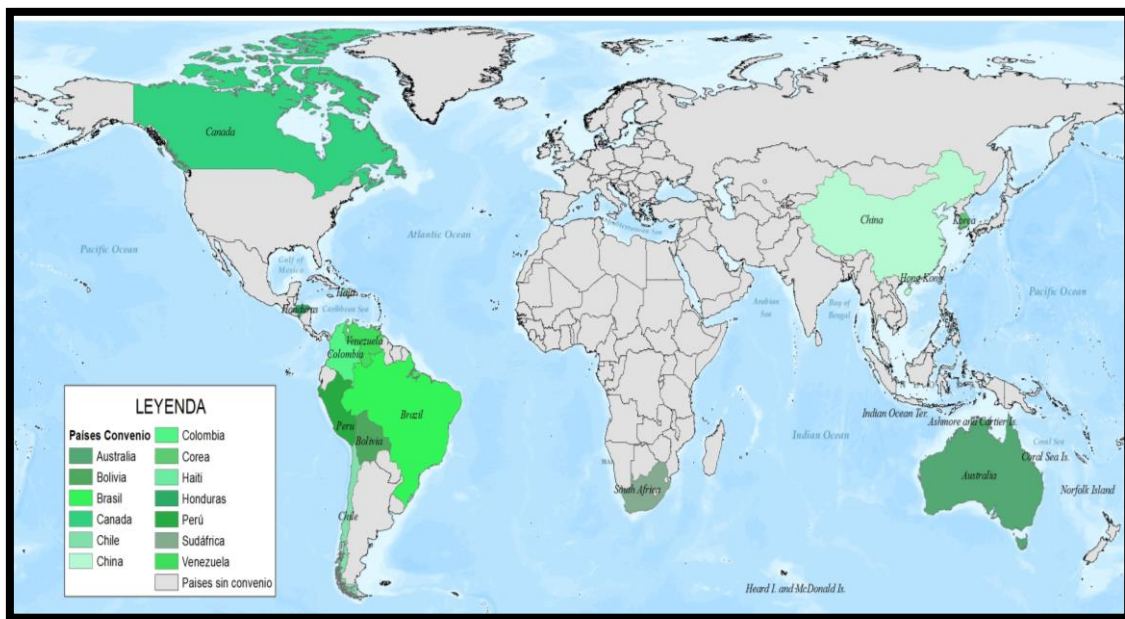 Canada
Pacific Ocean
Atlantic Ocean
Gulf of
Mexico
Haiti
Honduras
Caribbean Sea
Venezuela
Colombia
Brazil
Peru
Bolivia
Chile
Mediterranean Sea
Arabian
Sea
Bay of
Bengal
China
Korea
Hong Kong
Pacific Ocean
Indian Ocean
Indian Ocean Ter.
Ashmore and Cartier Is.
Coral Sea
Coral Sea Is.
Australia
Norfolk Island
South Africa
Heard I. and McDonald Is.
LEYENDA
Países Convenio
Australia
Bolivia
Brasil
Canada
Chile
China
Colombia
Corea
Haiti
Honduras
Perú
Sudáfrica
Venezuela
Paises sin convenio